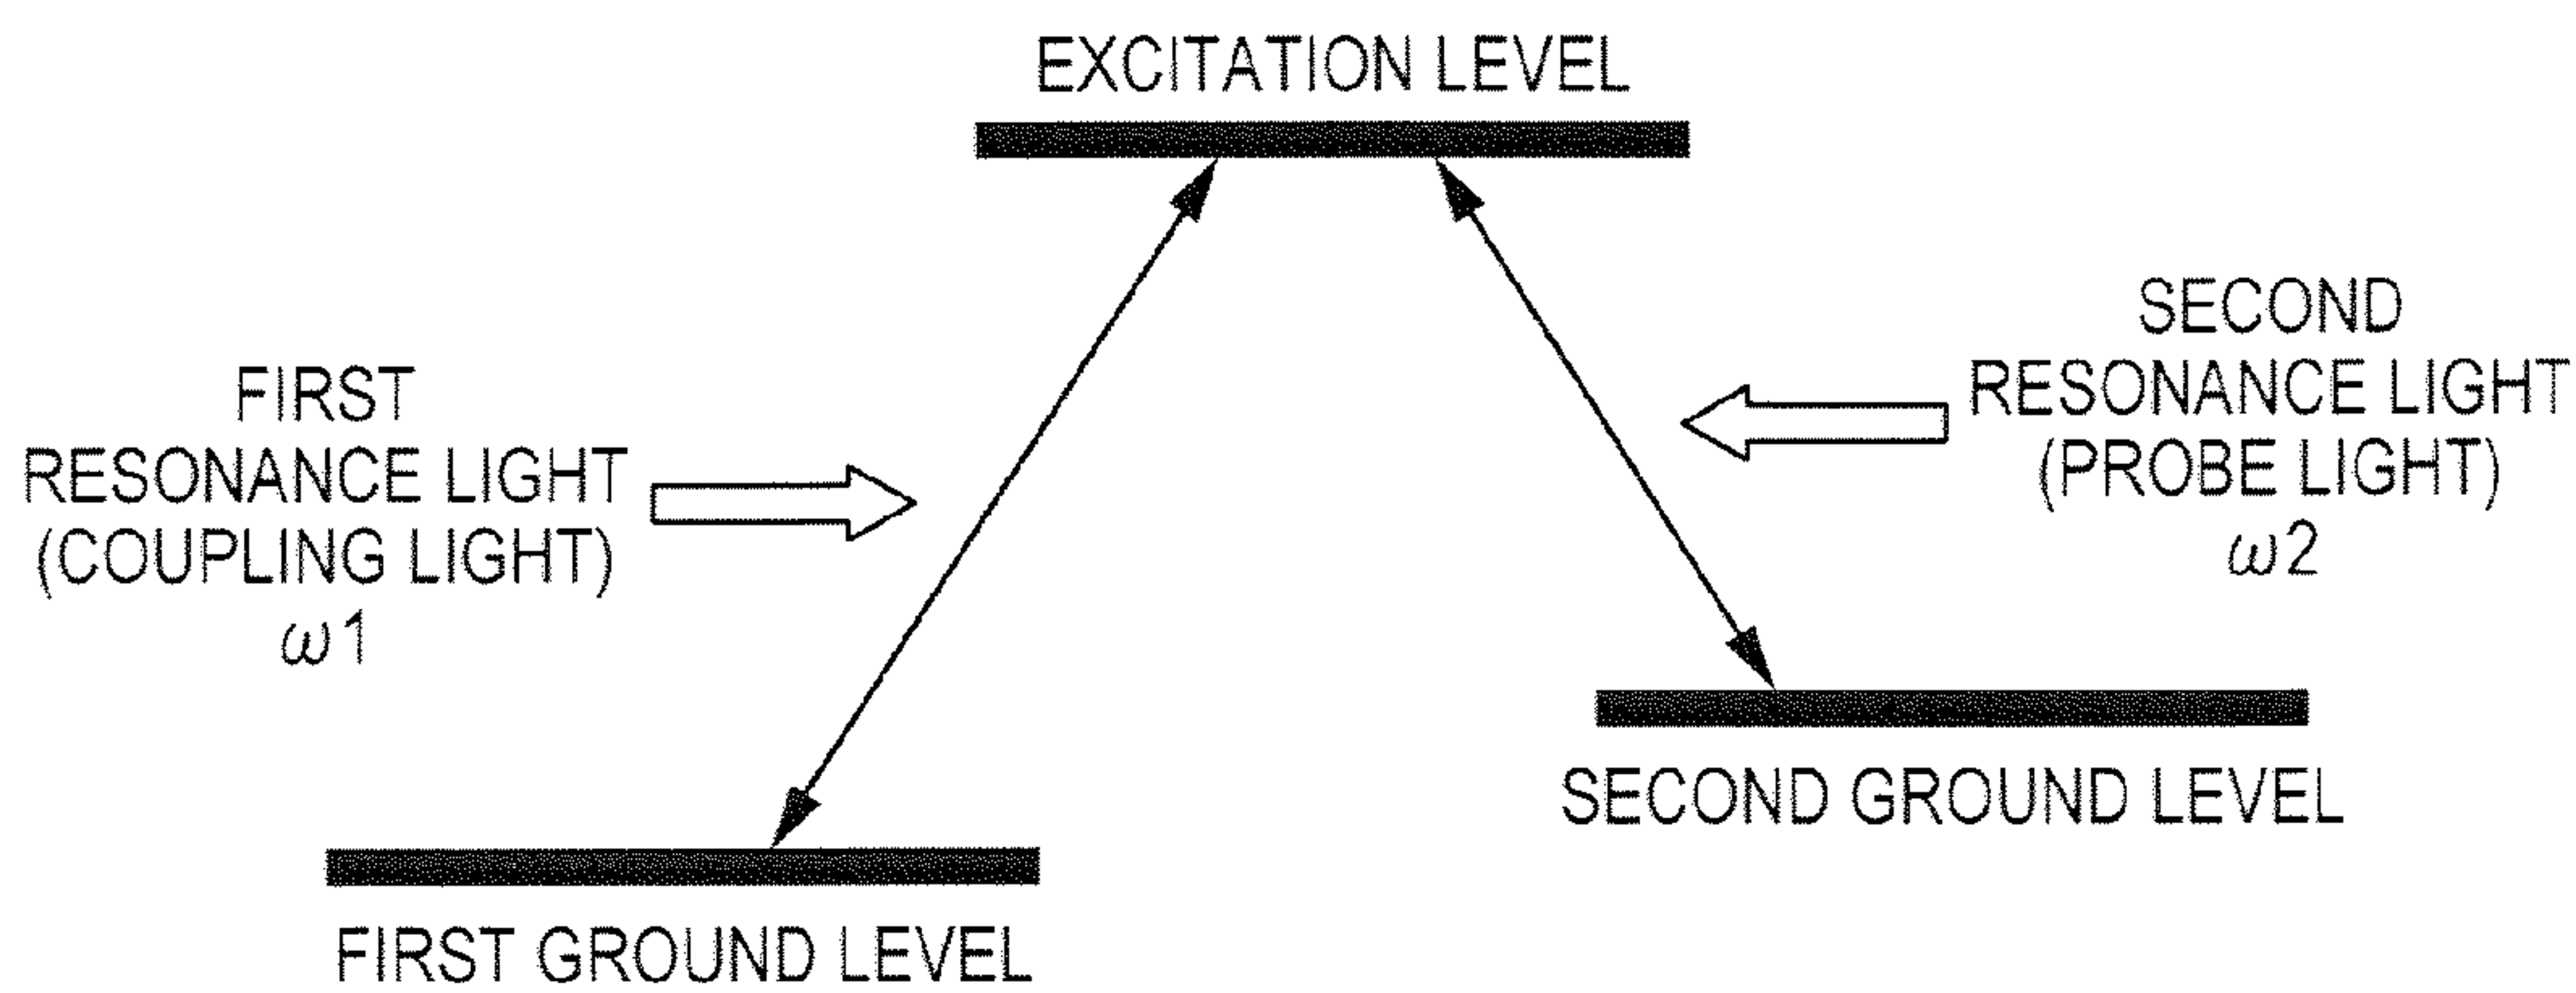 EXCITATION LEVEL
FIRST
RESONANCE LIGHT
(COUPLING LIGHT)
ω1
SECOND
RESONANCE LIGHT
(PROBE LIGHT)
ω2
SECOND GROUND LEVEL
FIRST GROUND LEVEL